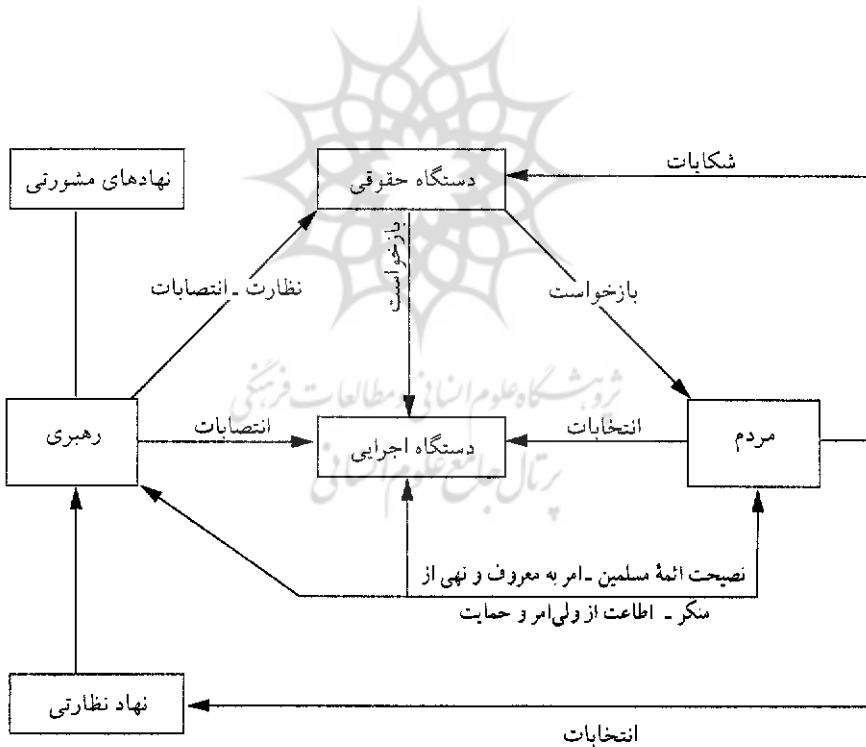 شکایات
دستگاه حقوقی
نهادهای مشورتی
بازخواست
بازخواست
نظارت ـ انتصابات
پژوهشگاه علوم انسانی و مطالعات فرهنگی
مردم
انتخابات
دستگاه اجرایی
انتصابات
رهبری
پرتال جامع علوم انسانی
نصیحت ائمهٔ مسلمین ـ امر به معروف و نهی از
منکر ـ اطاعت از ولی‌امر و حمایت
نهاد نظارتی
انتخابات